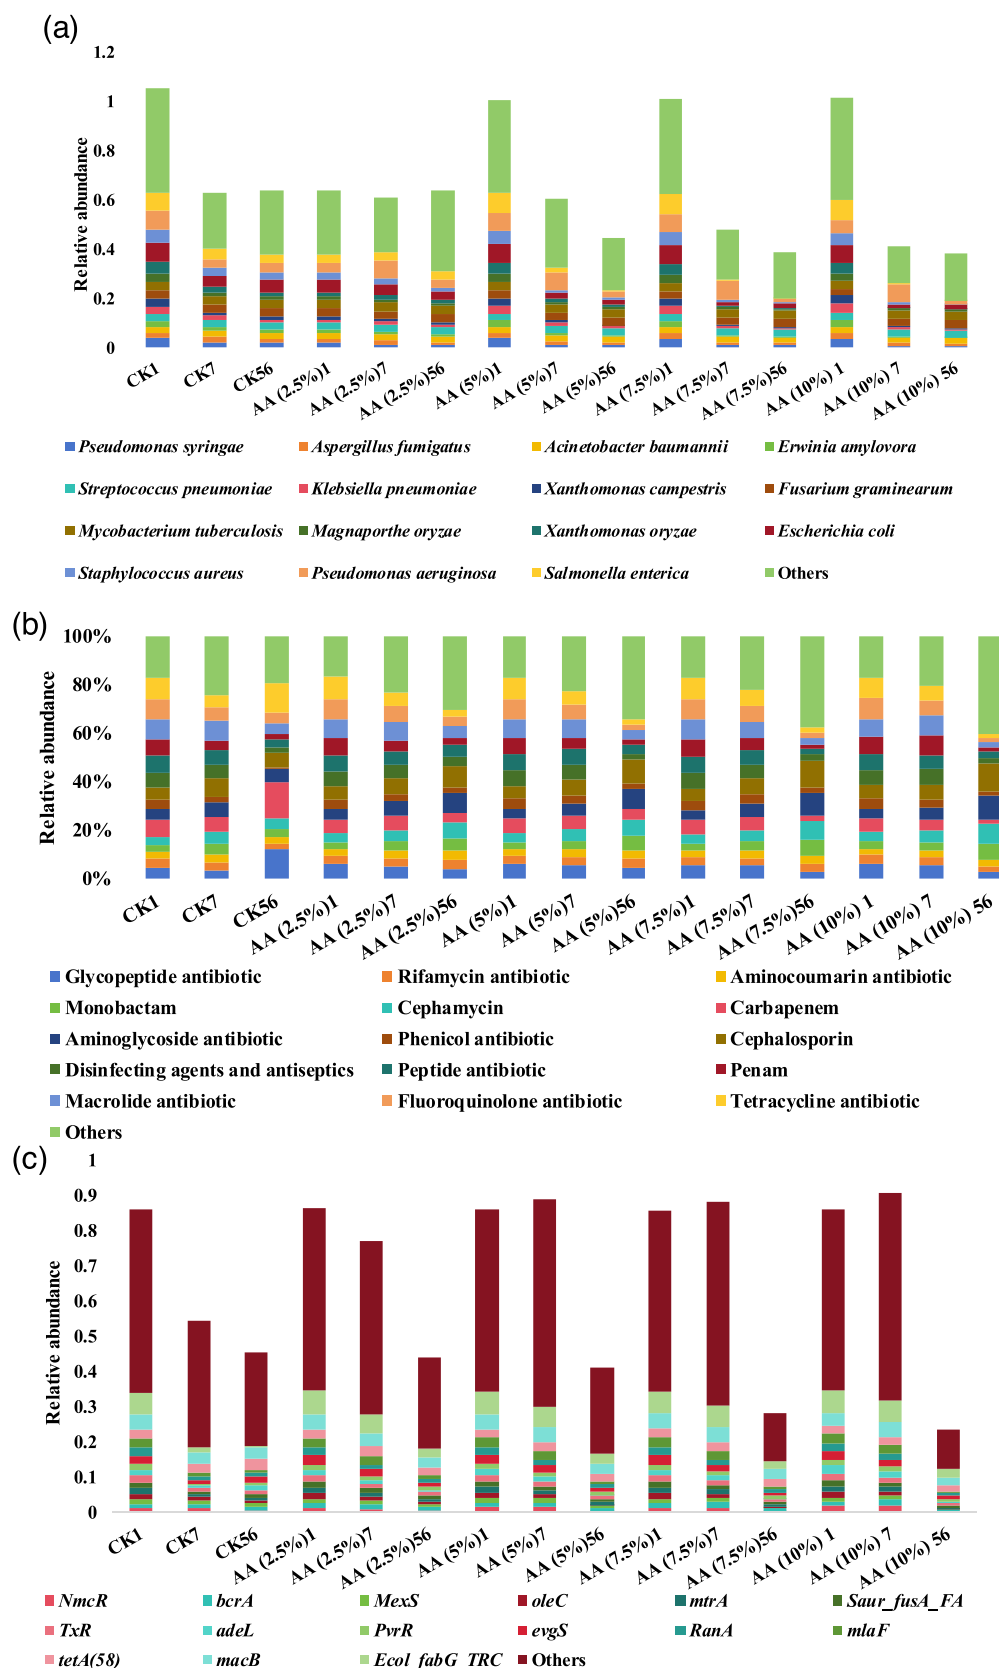 (a)
1.2
1
0.8
0.6
0.4
0.2
0
Relative abundance
CK1 CK7 CK56 AA (2.5%)1 AA (2.5%)7 AA (2.5%)56 AA (5%)1 AA (5%)7 AA (5%)56 AA (7.5%)1 AA (7.5%)7 AA (7.5%)56 AA (10%) 1 AA (10%) 7 AA (10%) 56
Pseudomonas syringae Aspergillus fumigatus Acinetobacter baumannii Erwinia amylovora
Streptococcus pneumoniae Klebsiella pneumoniae Xanthomonas campestris Fusarium graminearum
Mycobacterium tuberculosis Magnaporthe oryzae Xanthomonas oryzae Escherichia coli
Staphylococcus aureus Pseudomonas aeruginosa Salmonella enterica Others
(b)
100%
80%
60%
40%
20%
0%
Relative abundance
CK1 CK7 CK56 AA (2.5%)1 AA (2.5%)7 AA (2.5%)56 AA (5%)1 AA (5%)7 AA (5%)56 AA (7.5%)1 AA (7.5%)7 AA (7.5%)56 AA (10%) 1 AA (10%) 7 AA (10%) 56
Glycopeptide antibiotic Rifamycin antibiotic Aminocoumarin antibiotic
Monobactam Cephamycin Carbapenem
Aminoglycoside antibiotic Phenicol antibiotic Cephalosporin
Disinfecting agents and antiseptics Peptide antibiotic Penam
Macrolide antibiotic Fluoroquinolone antibiotic Tetracycline antibiotic
Others
(c)
1
0.9
0.8
0.7
0.6
0.5
0.4
0.3
0.2
0.1
0
Relative abundance
CK1 CK7 CK56 AA (2.5%)1 AA (2.5%)7 AA (2.5%)56 AA (5%)1 AA (5%)7 AA (5%)56 AA (7.5%)1 AA (7.5%)7 AA (7.5%)56 AA (10%) 1 AA (10%) 7 AA (10%) 56
NmcR bcrA MexS oleC mtrA Saur_fusA_FA
TxR adeL PvrR evgS RanA mlaF
tetA(58) macB Ecol_fabG_TRC Others